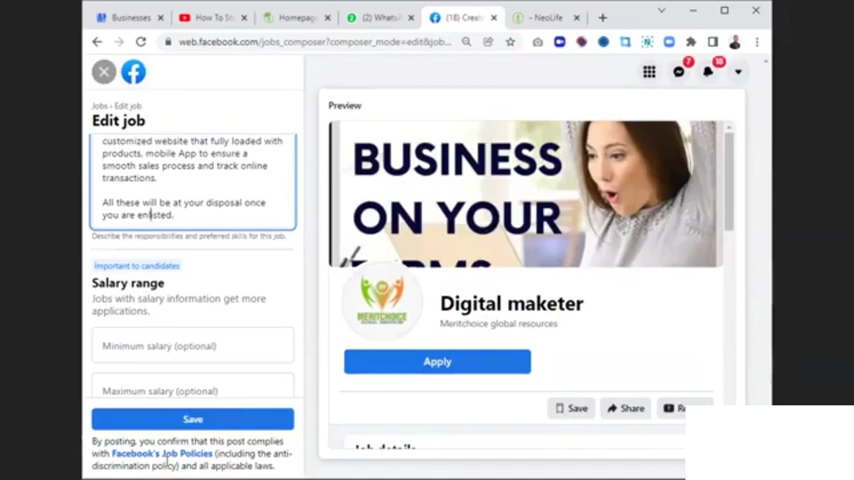 Businesses
How To St
Homepage
(2) WhatsA
(18) Creat
- NeoLife
web.facebook.com/jobs_composer?composer_mode=edit&job...
7
18
Jobs › Edit job
Edit job
customized website that fully loaded with
products, mobile App to ensure a
smooth sales process and track online
transactions.
All these will be at your disposal once
you are enlisted.
Describe the responsibilities and preferred skills for this job.
Important to candidates
Salary range
Jobs with salary information get more
applications.
Minimum salary (optional)
Maximum salary (optional)
Save
By posting, you confirm that this post complies
with Facebook's Job Policies (including the anti-
discrimination policy) and all applicable laws.
Preview
BUSINESS
ON YOUR
TERMS
MERITCHOICE
Digital maketer
Meritchoice global resources
Apply
Save
Share
Re
Job details